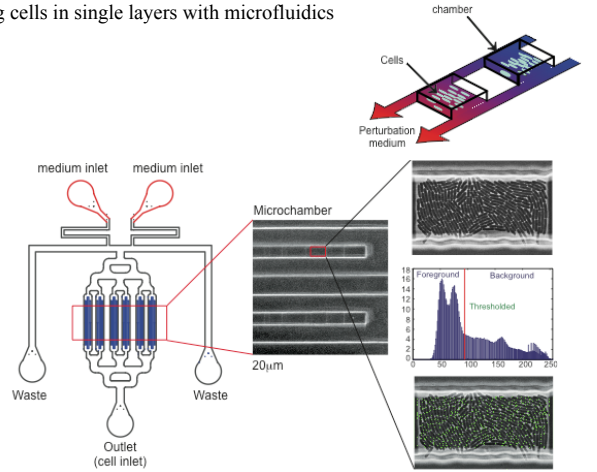 g cells in single layers with microfluidics
chamber
Cells
Perturbation
medium
medium inlet
medium inlet
Microchamber
20μm
Waste
Waste
Outlet
(cell inlet)
18
16
14
12
10
8
6
4
2
0
Foreground
Background
Thresholded
0
50
100
150
200
250